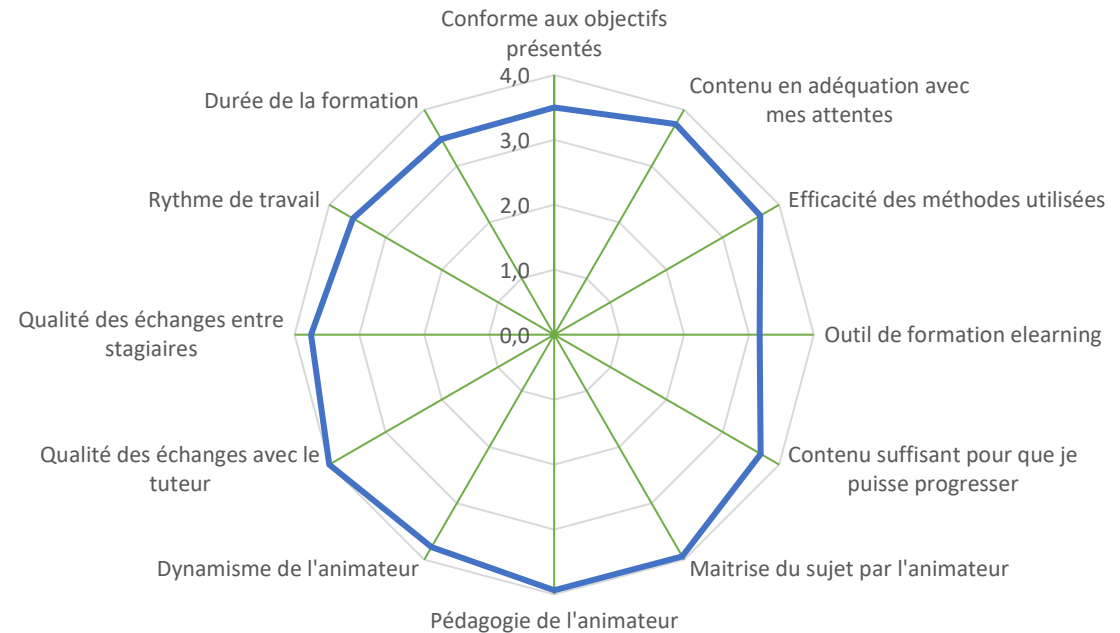 Conforme aux objectifs
présentés
4,0
Contenu en adéquation avec
mes attentes
Durée de la formation
3,0
Rythme de travail
Efficacité des méthodes utilisées
2,0
1,0
Qualité des échanges entre
stagiaires
0,0
Outil de formation elearning
Qualité des échanges avec le
tuteur
Contenu suffisant pour que je
puisse progresser
Dynamisme de l'animateur
Maitrise du sujet par l'animateur
Pédagogie de l'animateur